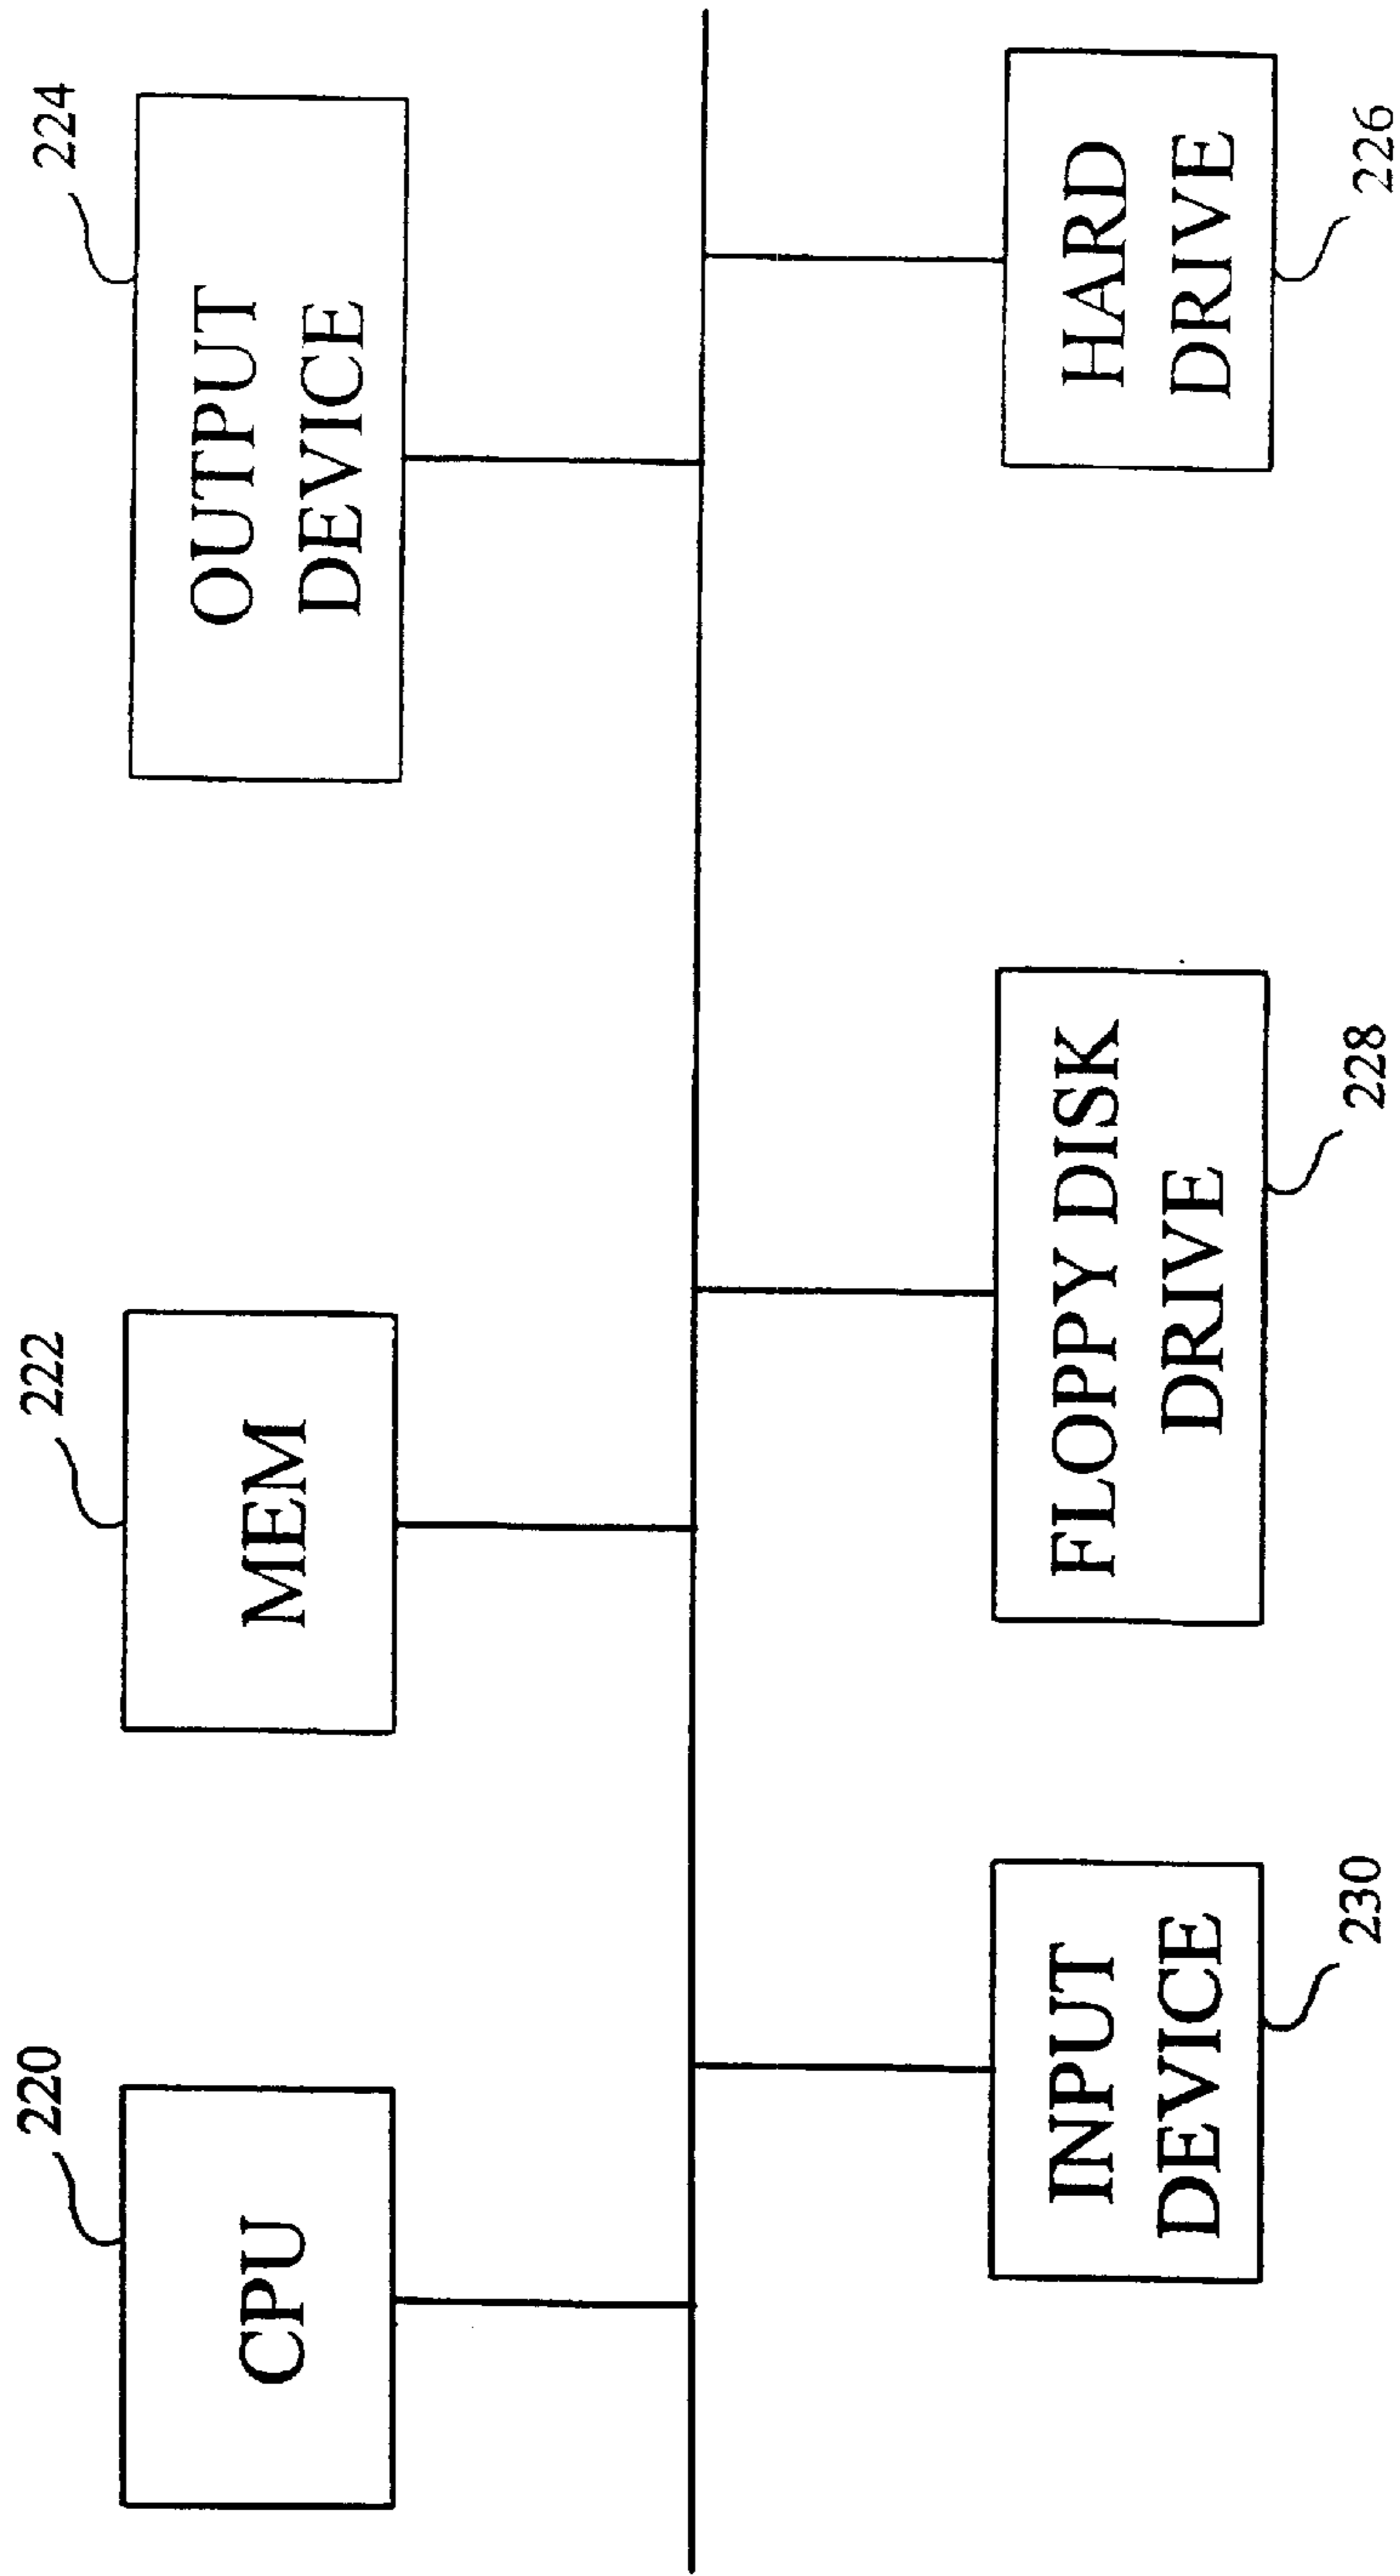 220
CPU
222
MEM
224
OUTPUT
DEVICE
INPUT
DEVICE
230
FLOPPY DISK
DRIVE
228
HARD
DRIVE
226